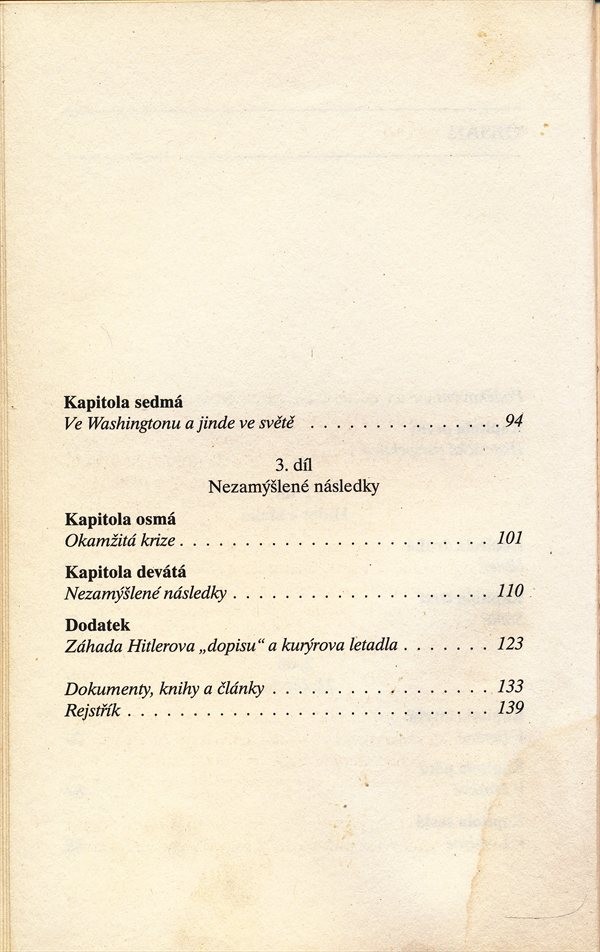 Kapitola sedmá
Ve Washingtonu a jinde ve světě . . . . . . . . . . . . . . . 94
3. díl
Nezamýšlené následky
Kapitola osmá
Okamžitá krize . . . . . . . . . . . . . . . . . . . . . . . . 101
Kapitola devátá
Nezamýšlené následky . . . . . . . . . . . . . . . . . . . . 110
Dodatek
Záhada Hitlerova „dopisu“ a kurýrova letadla . . . . . . . 123
Dokumenty, knihy a články . . . . . . . . . . . . . . . . . 133
Rejstřík . . . . . . . . . . . . . . . . . . . . . . . . . . . . 139